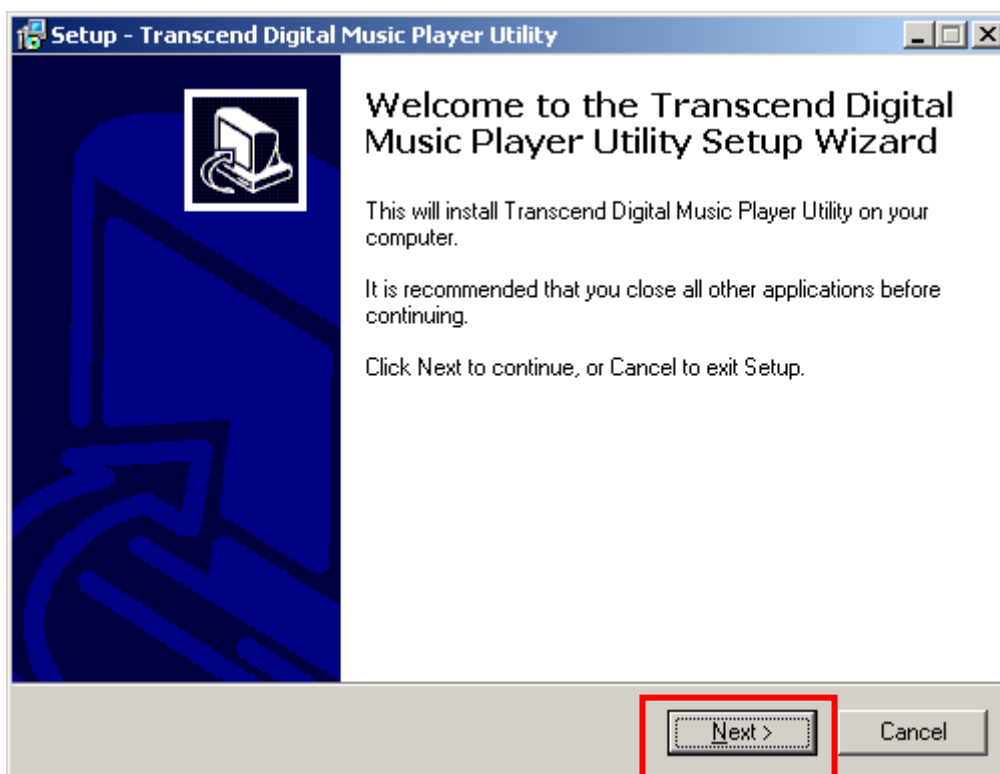 Setup - Transcend Digital Music Player Utility
Welcome to the Transcend Digital
Music Player Utility Setup Wizard
This will install Transcend Digital Music Player Utility on your
computer.
It is recommended that you close all other applications before
continuing.
Click Next to continue, or Cancel to exit Setup.
Next > Cancel